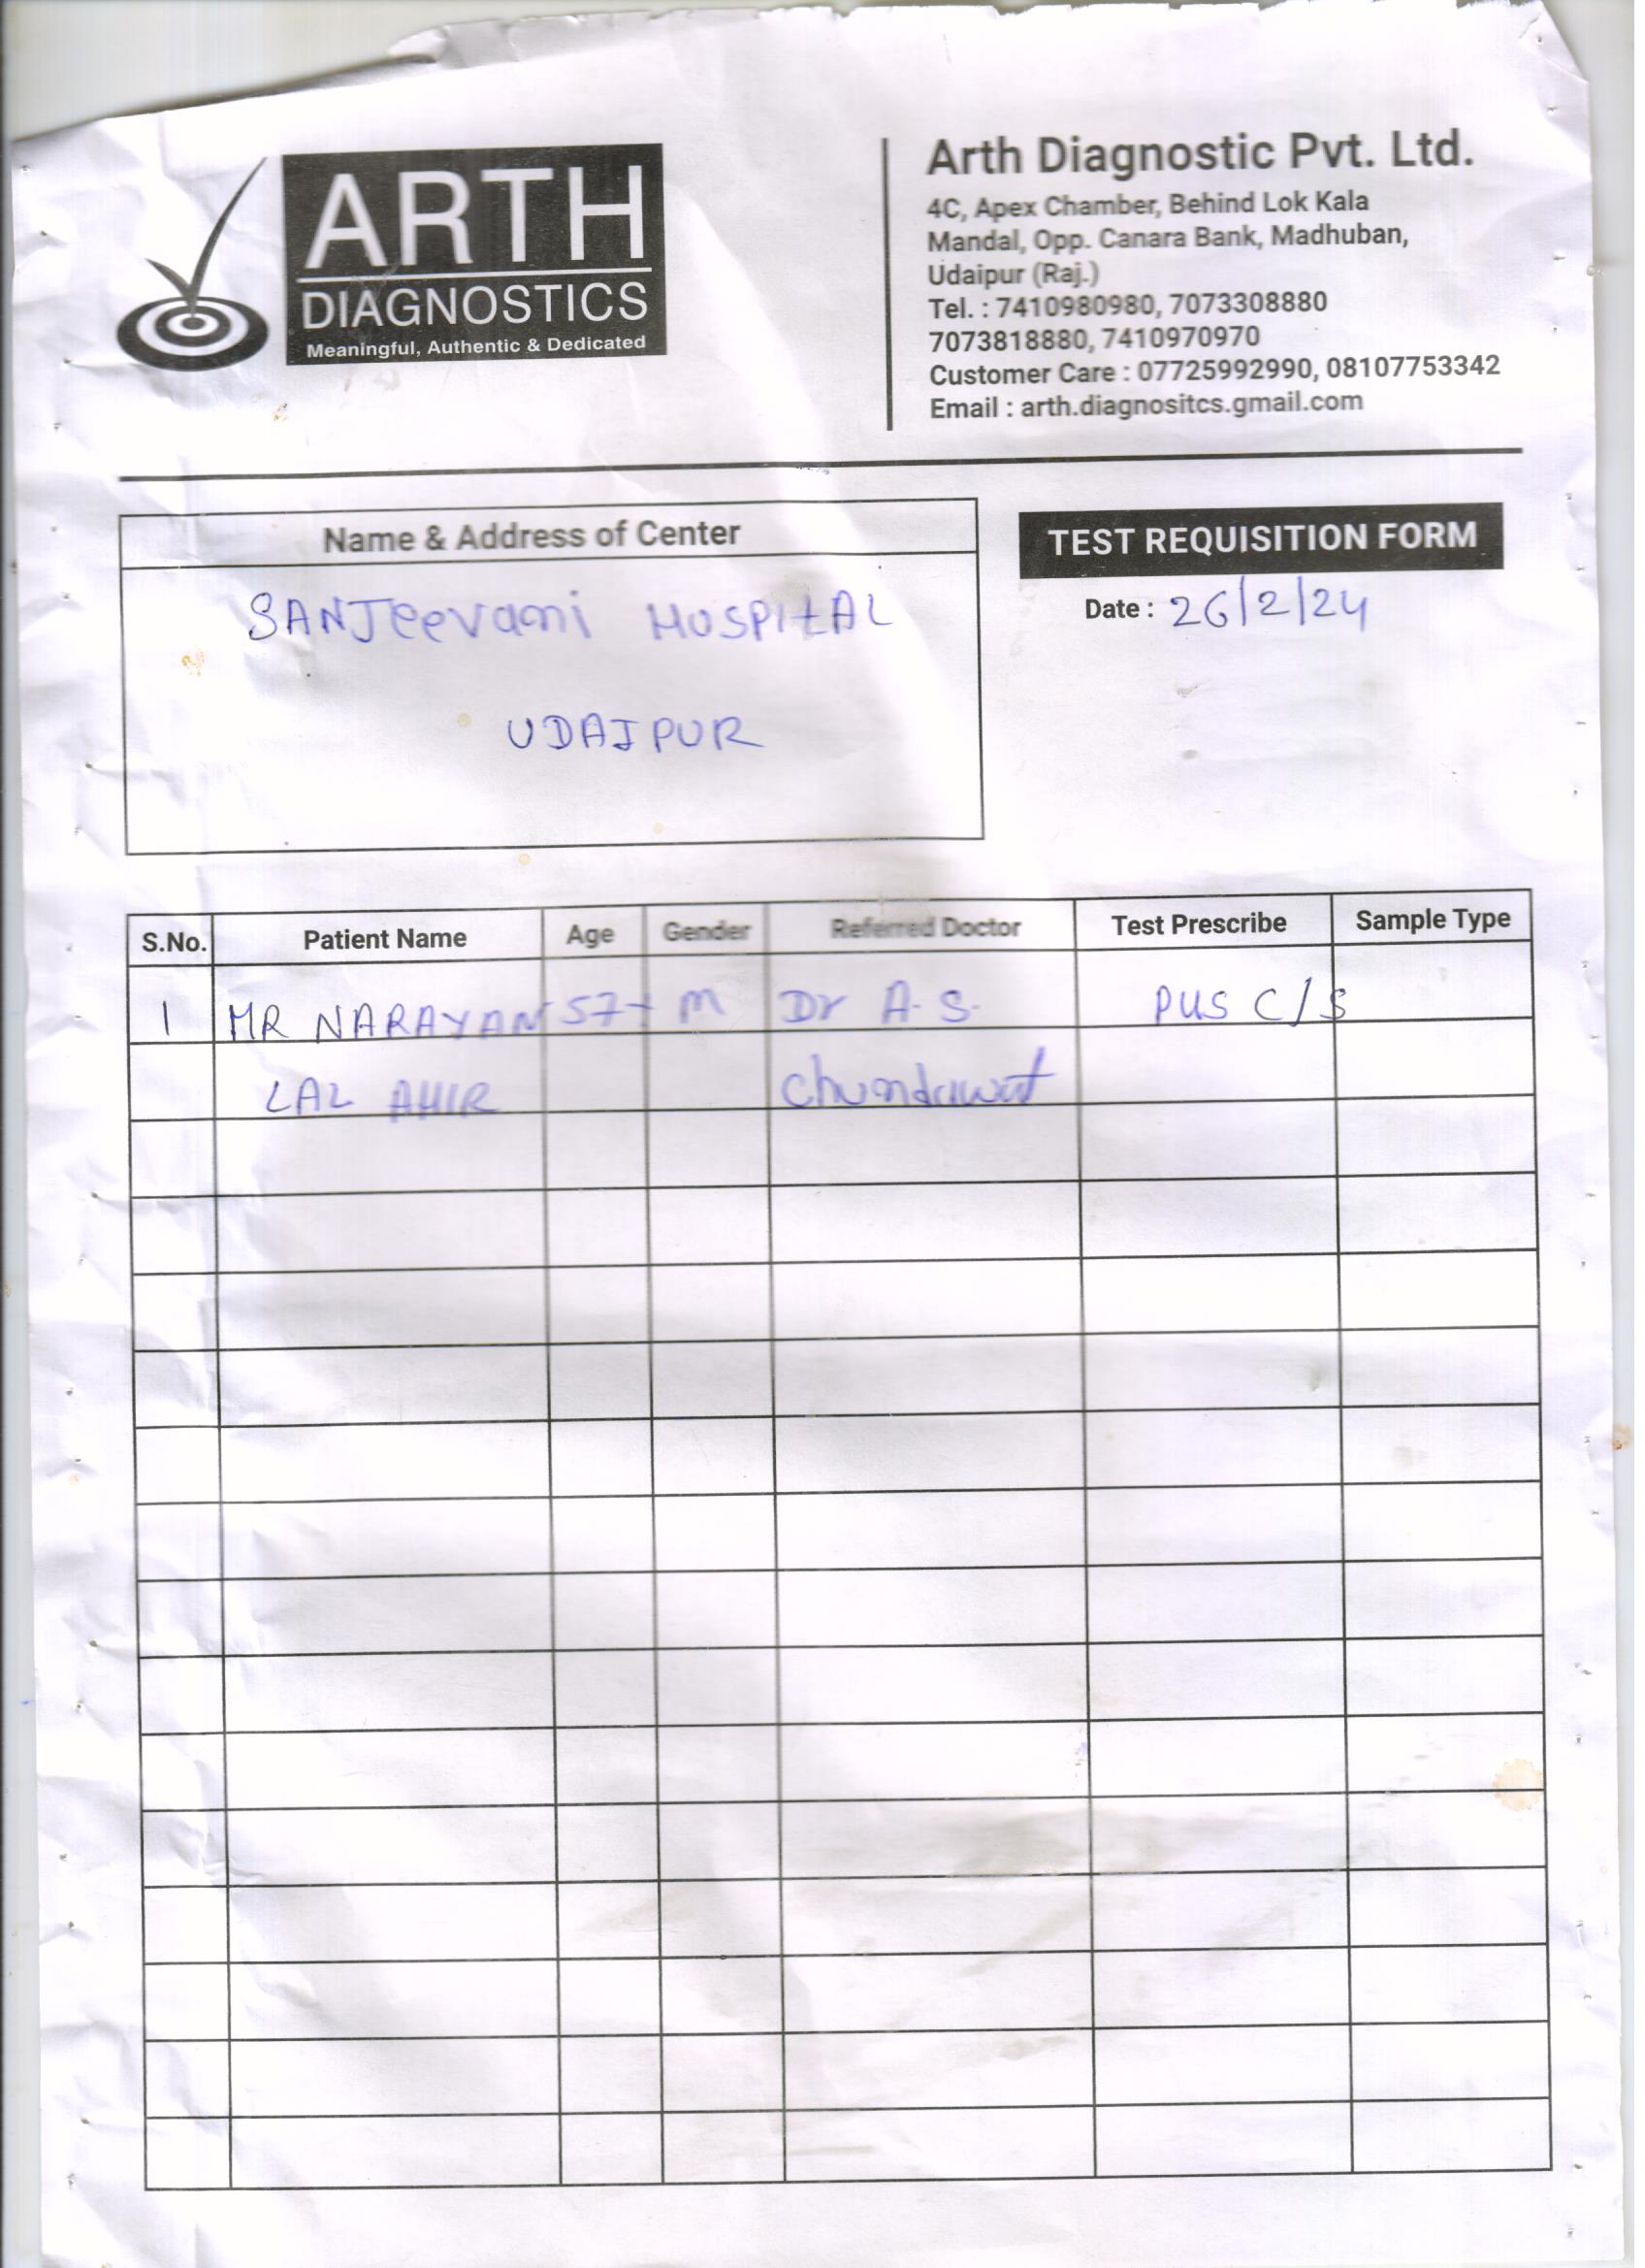 ARTH
DIAGNOSTICS
Meaningful, Authentic & Dedicated
Arth Diagnostic Pvt. Ltd.
4C, Apex Chamber, Behind Lok Kala
Mandal, Opp. Canara Bank, Madhuban,
Udaipur (Raj.)
Tel. : 7410980980, 7073308880
7073818880, 7410970970
Customer Care : 07725992990, 08107753342
Email : arth.diagnositcs.gmail.com
Name & Address of Center
SANJeevani HOSPITAL
UDAIPUR
TEST REQUISITION FORM
Date : 26/2/24
S.No. Patient Name Age Gender Referred Doctor Test Prescribe Sample Type
1 MR NARAYAN 57 M Dr A. S. PUS C/S
LAL AHIR Chundawat